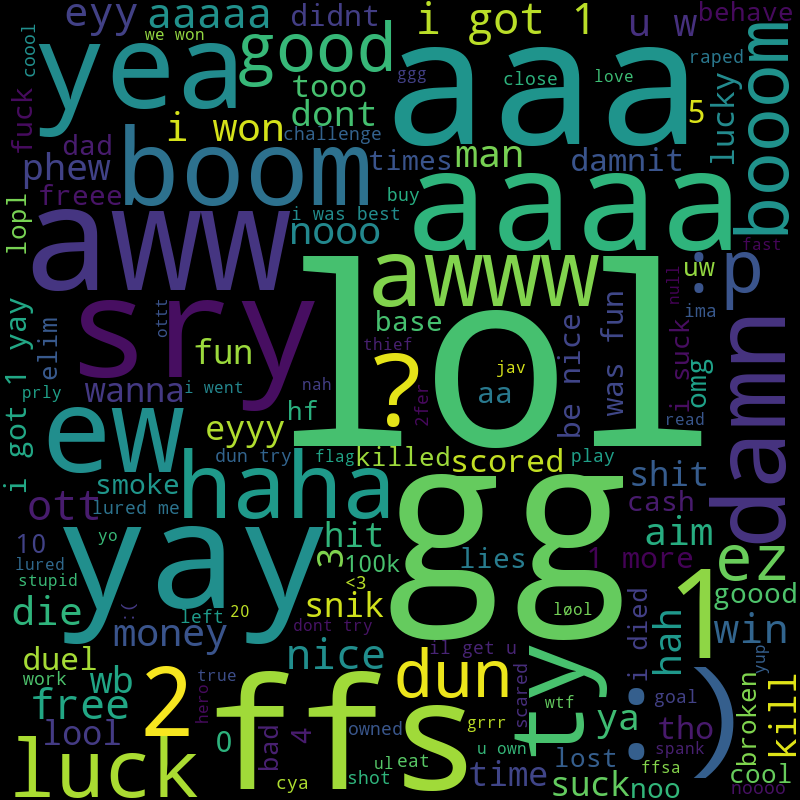 eyy aaaaa didnt i got 1 u w behave
we won
coool yea good aaa booom
fuck i won tooo ggg close love raped
dont 5 lucky
dad boom challenge man
phew times damnit
freee buy aaaa
lopl aww i was best nooo fast
awww :p
sry lol uw null
ottt base ima
elim fun thief ? jav be nice was fun i suck omg damn
i got 1 yay prly wanna i went nah aa
ew hf 2fer read
eyyy
dun try flag killed scored play
haha gg shit
smoke
ott lured me cash
yo hit aim
10 yay 3 100k lies 1 more ez
lured
stupid <3 1
die :( left 20 snik løol goood
money dont try i died hah win
duel nice il get u
work true dun ty :) yup
wb hero ffs scared wtf goal
free 2 owned grrr ya tho broken kill
lool 0 bad 4 u own lost spank
luck ul eat time ffsa cool
cya shot suck noo noooo